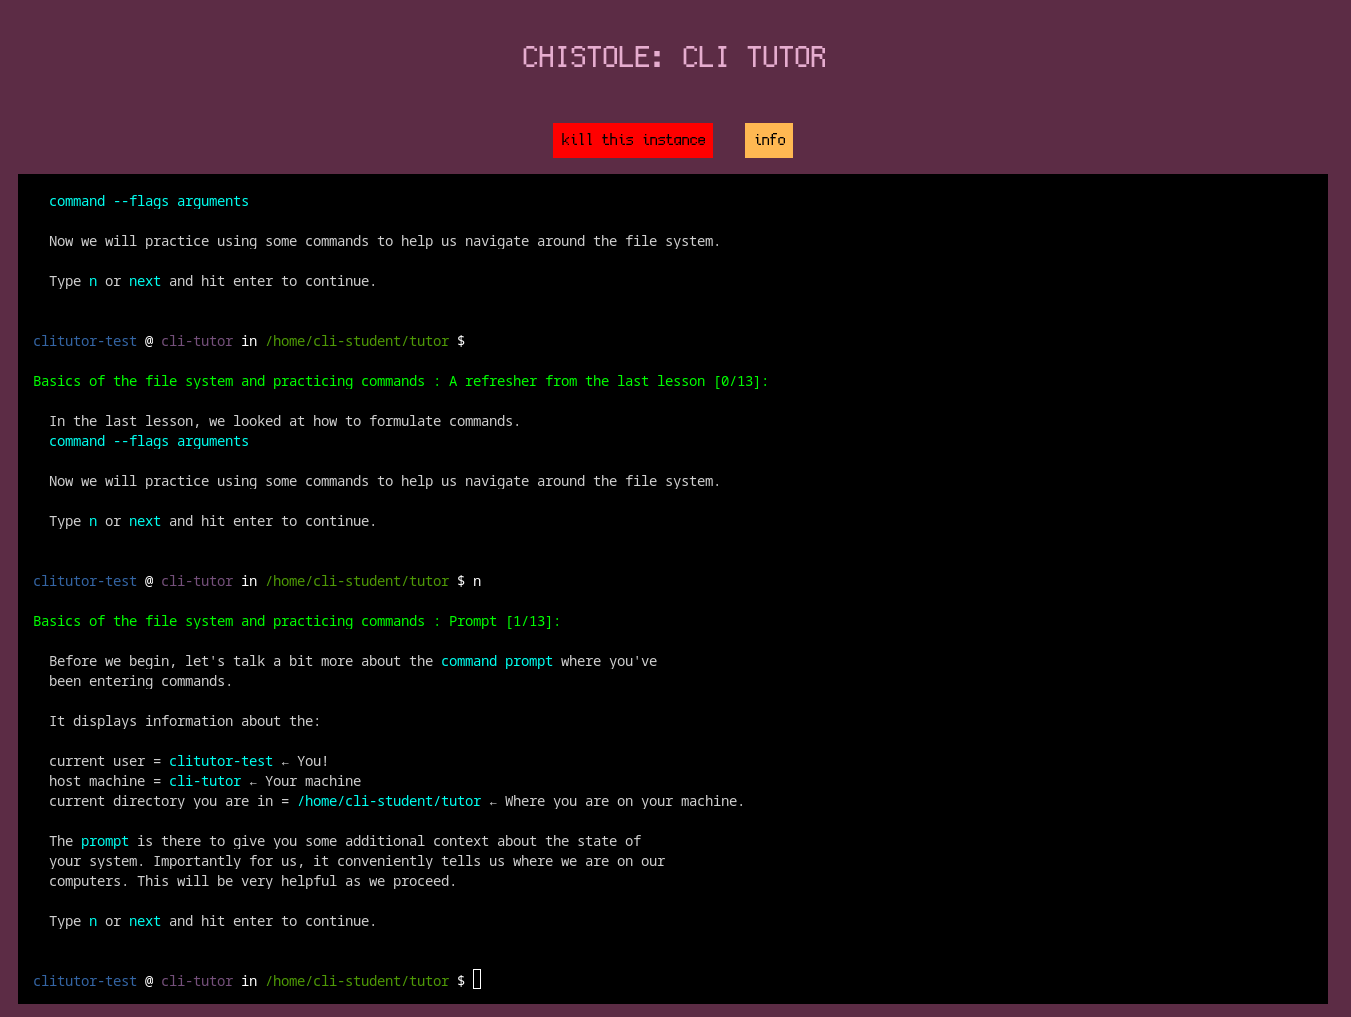 CHISTOLE: CLI TUTOR
kill this instance
info
command --flags arguments
Now we will practice using some commands to help us navigate around the file system.
Type n or next and hit enter to continue.
clitutor-test @ cli-tutor in /home/cli-student/tutor $
Basics of the file system and practicing commands : A refresher from the last lesson [0/13]:
In the last lesson, we looked at how to formulate commands.
command --flags arguments
Now we will practice using some commands to help us navigate around the file system.
Type n or next and hit enter to continue.
clitutor-test @ cli-tutor in /home/cli-student/tutor $ n
Basics of the file system and practicing commands : Prompt [1/13]:
Before we begin, let's talk a bit more about the command prompt where you've
been entering commands.
It displays information about the:
current user = clitutor-test ← You!
host machine = cli-tutor ← Your machine
current directory you are in = /home/cli-student/tutor ← Where you are on your machine.
The prompt is there to give you some additional context about the state of
your system. Importantly for us, it conveniently tells us where we are on our
computers. This will be very helpful as we proceed.
Type n or next and hit enter to continue.
clitutor-test @ cli-tutor in /home/cli-student/tutor $